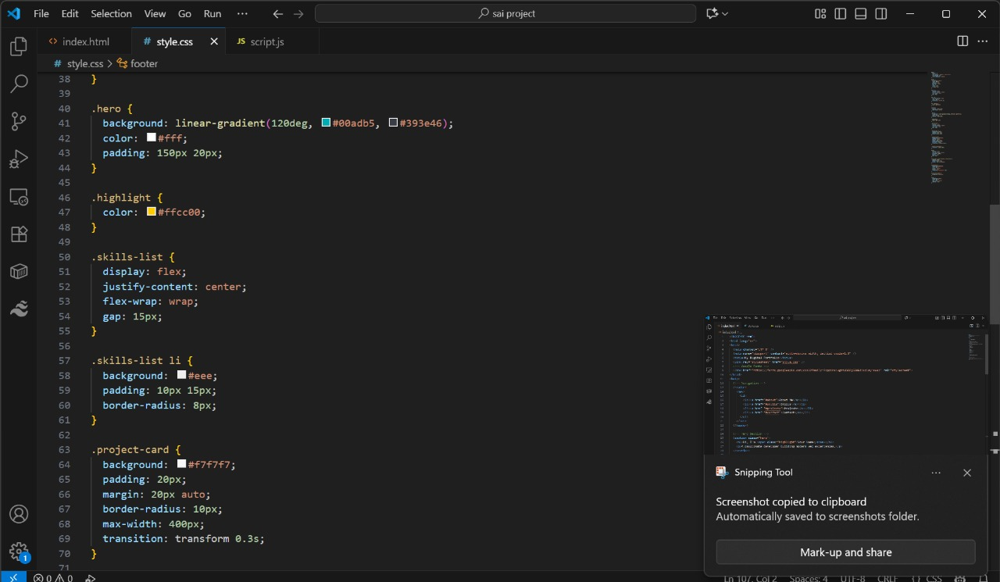 File Edit Selection View Go Run ··· sai project
index.html style.css script.js
style.css > footer
38 }
39
40 .hero {
41 background: linear-gradient(120deg, #00adb5, #393e46);
42 color: #fff;
43 padding: 150px 20px;
44 }
45
46 .highlight {
47 color: #ffcc00;
48 }
49
50 .skills-list {
51 display: flex;
52 justify-content: center;
53 flex-wrap: wrap;
54 gap: 15px;
55 }
56
57 .skills-list li {
58 background: #eee;
59 padding: 10px 15px;
60 border-radius: 8px;
61 }
62
63 .project-card {
64 background: #f7f7f7;
65 padding: 20px;
66 margin: 20px auto;
67 border-radius: 10px;
68 max-width: 400px;
69 transition: transform 0.3s;
70 }
71
Snipping Tool
Screenshot copied to clipboard
Automatically saved to screenshots folder.
Mark-up and share
1
0 0 Ln 107, Col 2 Spaces: 4 UTF-8 CRLF {} CSS